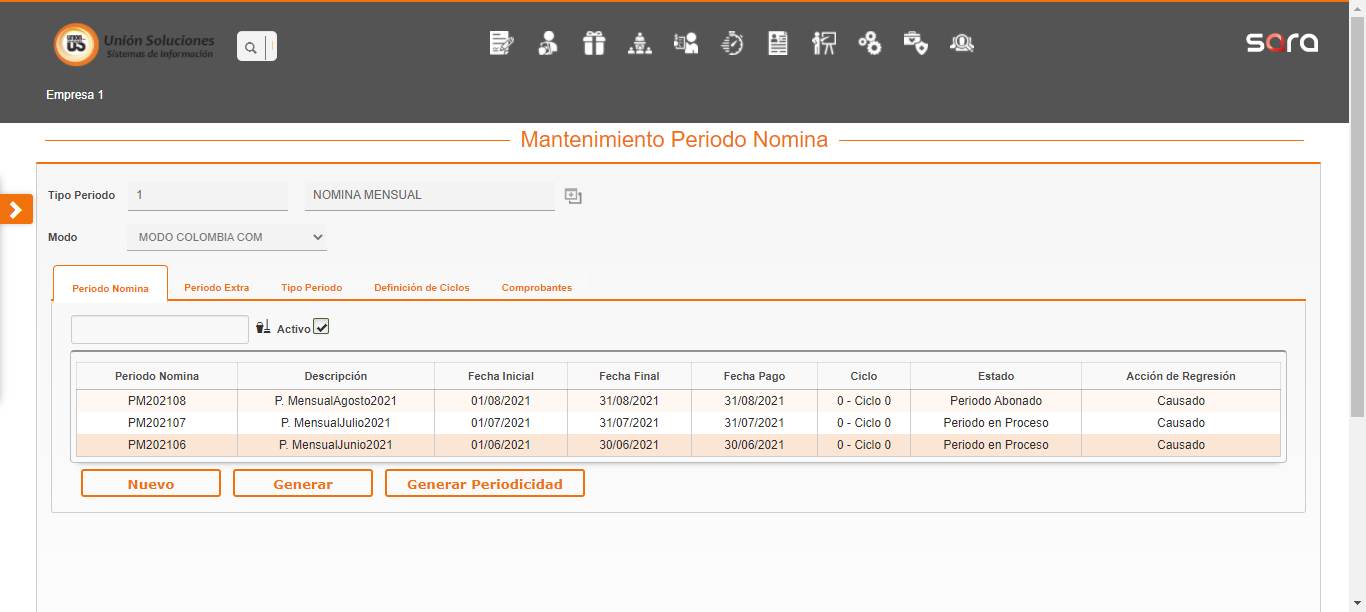 Unión Soluciones
Sistemas de Información
sara
Empresa 1
Mantenimiento Periodo Nomina
Tipo Periodo 1 NOMINA MENSUAL
Modo MODO COLOMBIA COM
Periodo Nomina Periodo Extra Tipo Periodo Definición de Ciclos Comprobantes
Activo
Periodo Nomina Descripción Fecha Inicial Fecha Final Fecha Pago Ciclo Estado Acción de Regresión
PM202108 P. MensualAgosto2021 01/08/2021 31/08/2021 31/08/2021 0 - Ciclo 0 Periodo Abonado Causado
PM202107 P. MensualJulio2021 01/07/2021 31/07/2021 31/07/2021 0 - Ciclo 0 Periodo en Proceso Causado
PM202106 P. MensualJunio2021 01/06/2021 30/06/2021 30/06/2021 0 - Ciclo 0 Periodo en Proceso Causado
Nuevo Generar Generar Periodicidad